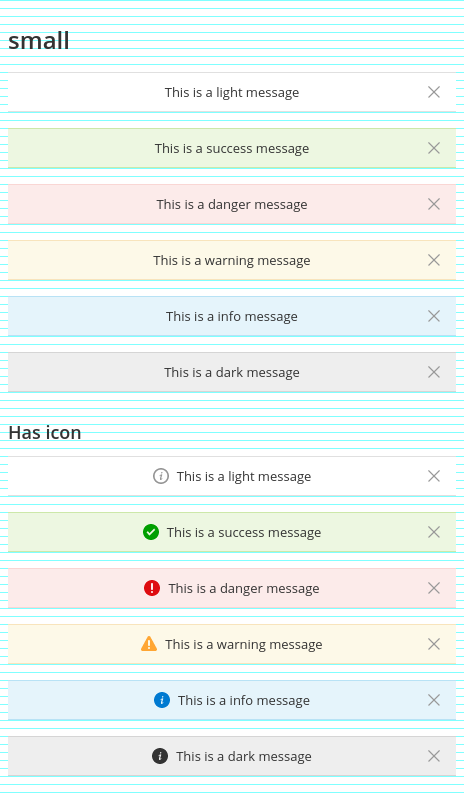 small
This is a light message
This is a success message
This is a danger message
This is a warning message
This is a info message
This is a dark message
Has icon
This is a light message
This is a success message
This is a danger message
This is a warning message
This is a info message
This is a dark message